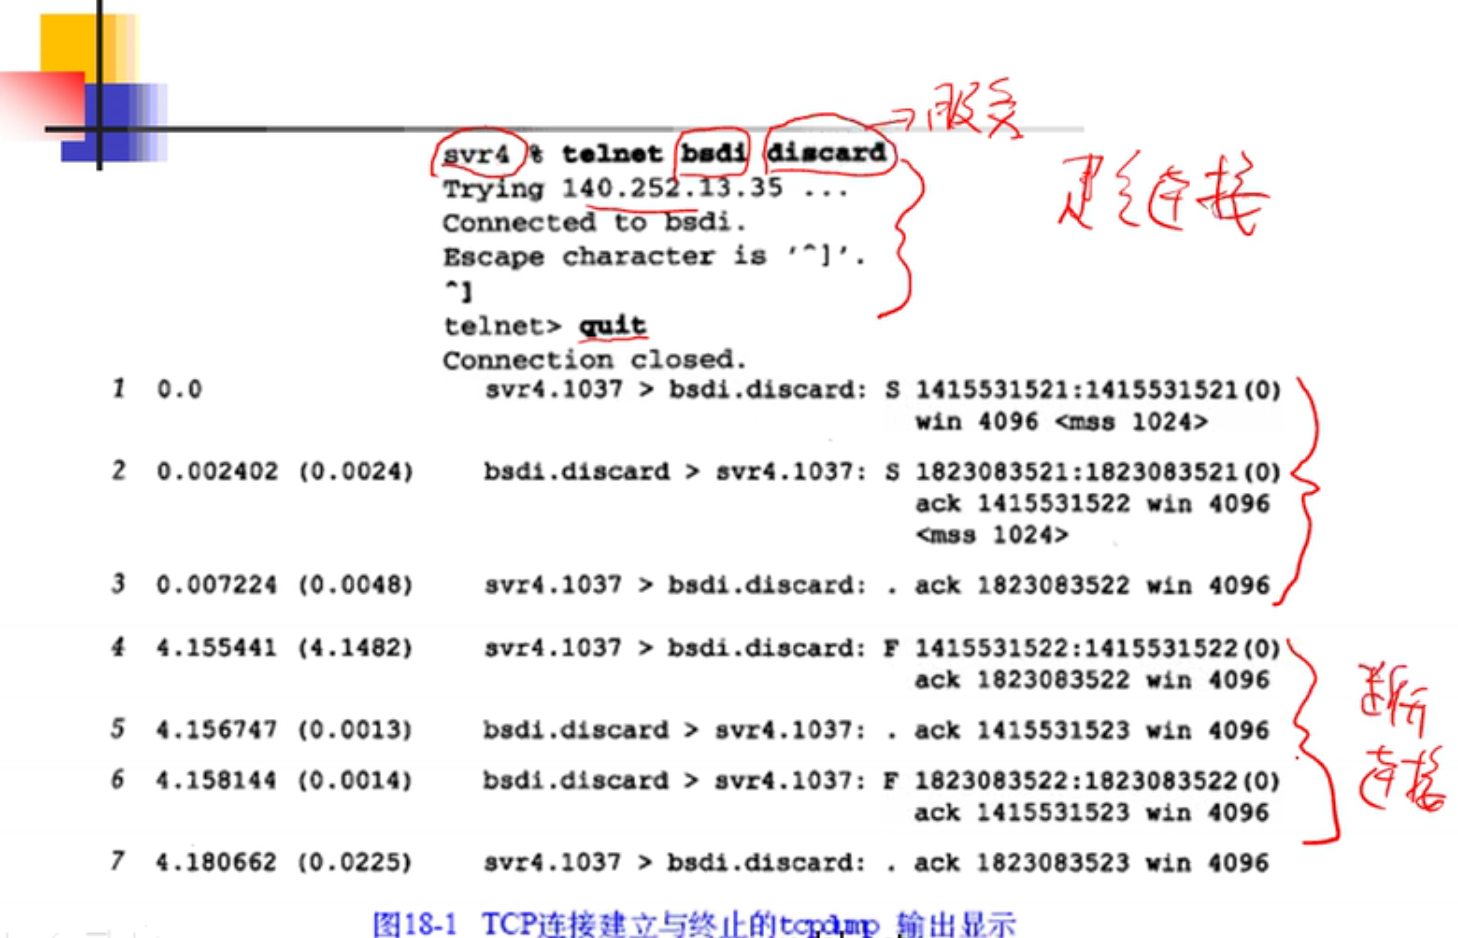 服务
svr4 % telnet bsdi discard
建立连接
Trying 140.252.13.35 ...
Connected to bsdi.
Escape character is '^]'.
^]
telnet> quit
Connection closed.
1 0.0 svr4.1037 > bsdi.discard: S 1415531521:1415531521(0)
win 4096 <mss 1024>
2 0.002402 (0.0024) bsdi.discard > svr4.1037: S 1823083521:1823083521(0)
ack 1415531522 win 4096
<mss 1024>
3 0.007224 (0.0048) svr4.1037 > bsdi.discard: . ack 1823083522 win 4096
4 4.155441 (4.1482) svr4.1037 > bsdi.discard: F 1415531522:1415531522(0)
ack 1823083522 win 4096
断开
5 4.156747 (0.0013) bsdi.discard > svr4.1037: . ack 1415531523 win 4096
连接
6 4.158144 (0.0014) bsdi.discard > svr4.1037: F 1823083522:1823083522(0)
ack 1415531523 win 4096
7 4.180662 (0.0225) svr4.1037 > bsdi.discard: . ack 1823083523 win 4096
图18-1 TCP连接建立与终止的tcpdump 输出显示